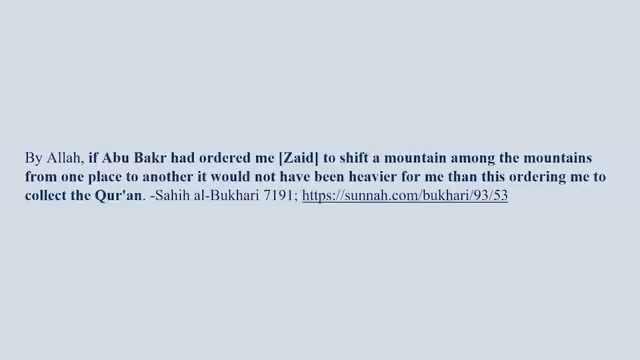 By Allah, if Abu Bakr had ordered me [Zaid] to shift a mountain among the mountains
from one place to another it would not have been heavier for me than this ordering me to
collect the Qur'an. -Sahih al-Bukhari 7191; https://sunnah.com/bukhari/93/53